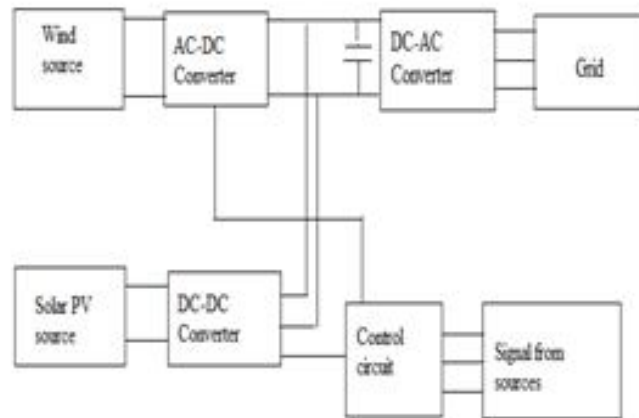 Wind
source
AC-DC
Converter
DC-AC
Converter
Grid
Solar PV
source
DC-DC
Converter
Control
circuit
Signal from
sources